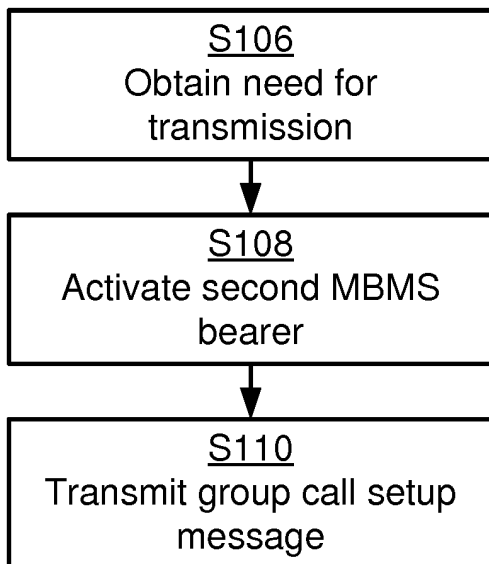 S106
Obtain need for
transmission
S108
Activate second MBMS
bearer
S110
Transmit group call setup
message